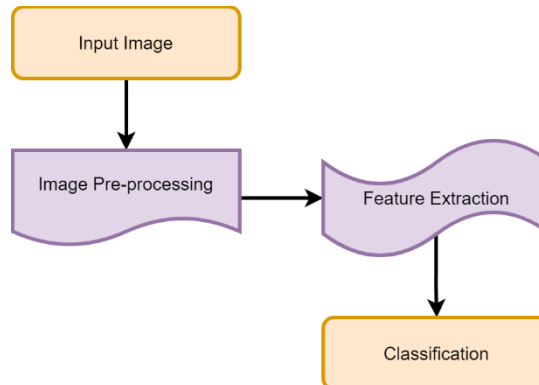 Input Image
Image Pre-processing
Feature Extraction
Classification